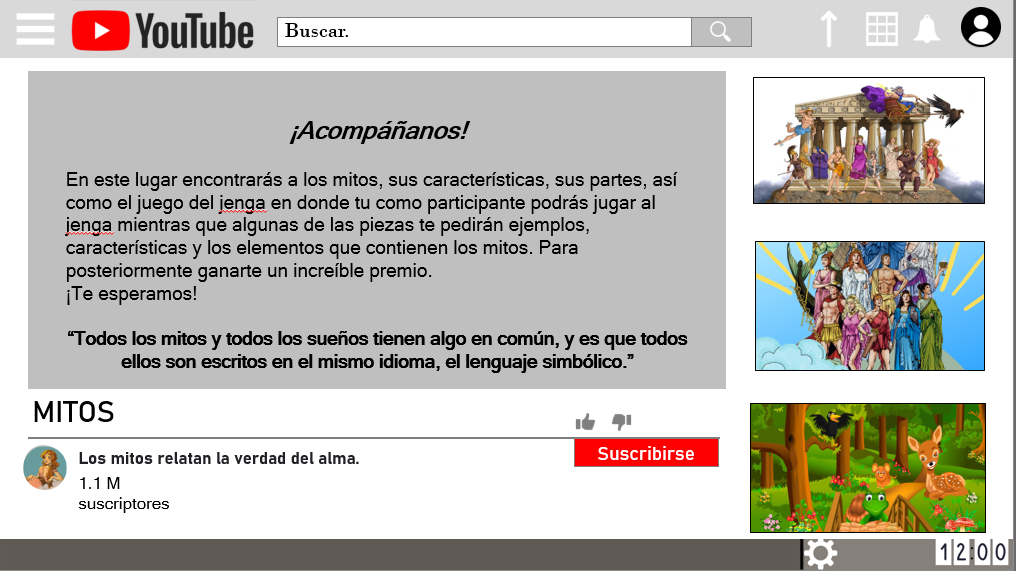 YouTube
Buscar.
¡Acompáñanos!
En este lugar encontrarás a los mitos, sus características, sus partes, así
como el juego del jenga en donde tu como participante podrás jugar al
jenga mientras que algunas de las piezas te pedirán ejemplos,
características y los elementos que contienen los mitos. Para
posteriormente ganarte un increíble premio.
¡Te esperamos!
“Todos los mitos y todos los sueños tienen algo en común, y es que todos
ellos son escritos en el mismo idioma, el lenguaje simbólico.”
MITOS
Suscribirse
Los mitos relatan la verdad del alma.
1.1 M
suscriptores
12:00